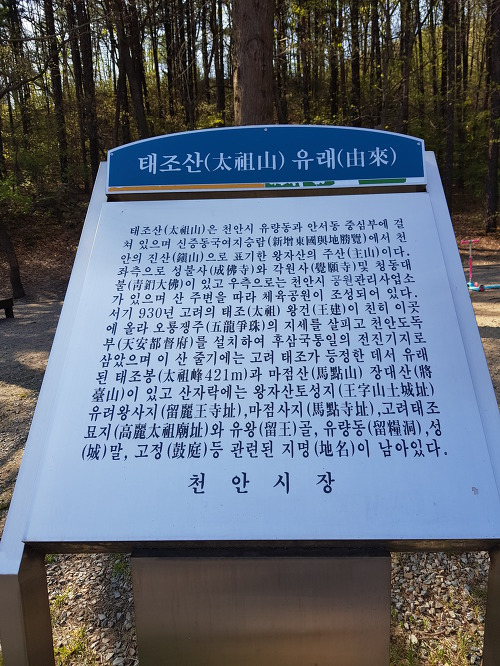 태조산(太祖山) 유래(由來)
태조산(太祖山)은 천안시 유량동과 안서동 중심부에 걸
쳐 있으며 신증동국여지승람(新增東國與地勝覽)에서 천
안의 진산(鎭山)으로 표기한 왕자산의 주산(主山)이다.
좌측으로 성불사(成佛寺)와 각원사(覺願寺)및 청동대
불(靑銅大佛)이 있고 우측으로는 천안시 공원관리사업소
가 있으며 산 주변을 따라 체육공원이 조성되어 있다.
서기 930년 고려의 태조(太祖) 왕건(王建)이 친히 이곳
에 올라 오룡쟁주(五龍爭珠)의 지세를 살피고 천안도독
부(天安都督府)를 설치하여 후삼국통일의 전진기지로
삼았으며 이 산 줄기에는 고려 태조가 등정한 데서 유래
된 태조봉(太祖峰421m)과 마점산(馬點山) 장대산(將
臺山)이 있고 산자락에는 왕자산토성지(王字山土城址)
유려왕사지(留麗王寺址),마점사지(馬點寺址),고려태조
묘지(高麗太祖廟址)와 유왕(留王)골, 유량동(留糧洞),성
(城)말, 고정(鼓庭)등 관련된 지명(地名)이 남아있다.
천안시장